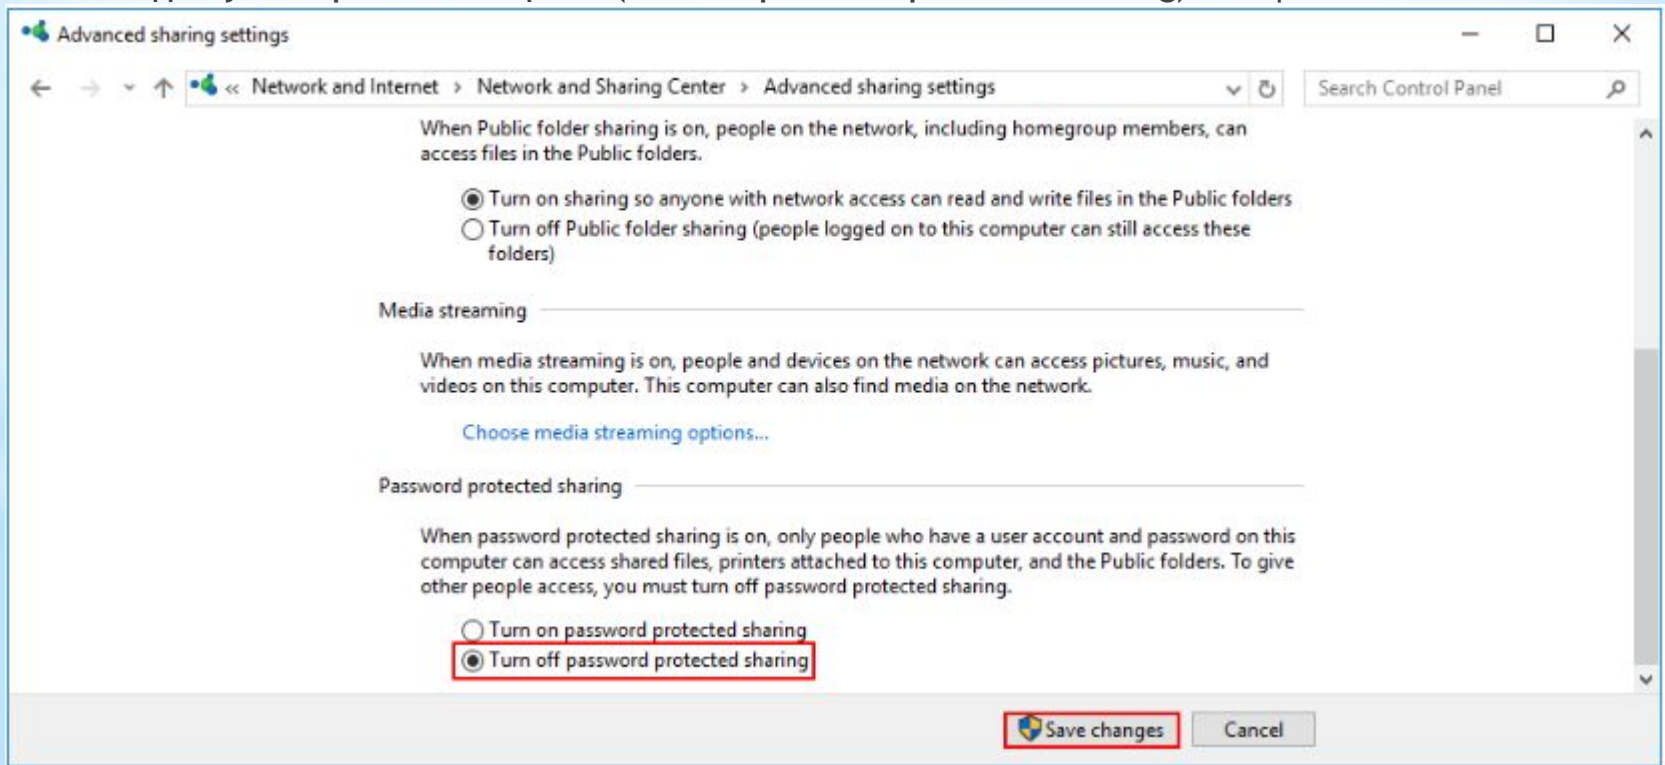 Advanced sharing settings
« Network and Internet > Network and Sharing Center > Advanced sharing settings
Search Control Panel
When Public folder sharing is on, people on the network, including homegroup members, can
access files in the Public folders.
Turn on sharing so anyone with network access can read and write files in the Public folders
Turn off Public folder sharing (people logged on to this computer can still access these
folders)
Media streaming
When media streaming is on, people and devices on the network can access pictures, music, and
videos on this computer. This computer can also find media on the network.
Choose media streaming options...
Password protected sharing
When password protected sharing is on, only people who have a user account and password on this
computer can access shared files, printers attached to this computer, and the Public folders. To give
other people access, you must turn off password protected sharing.
Turn on password protected sharing
Turn off password protected sharing
Save changes
Cancel